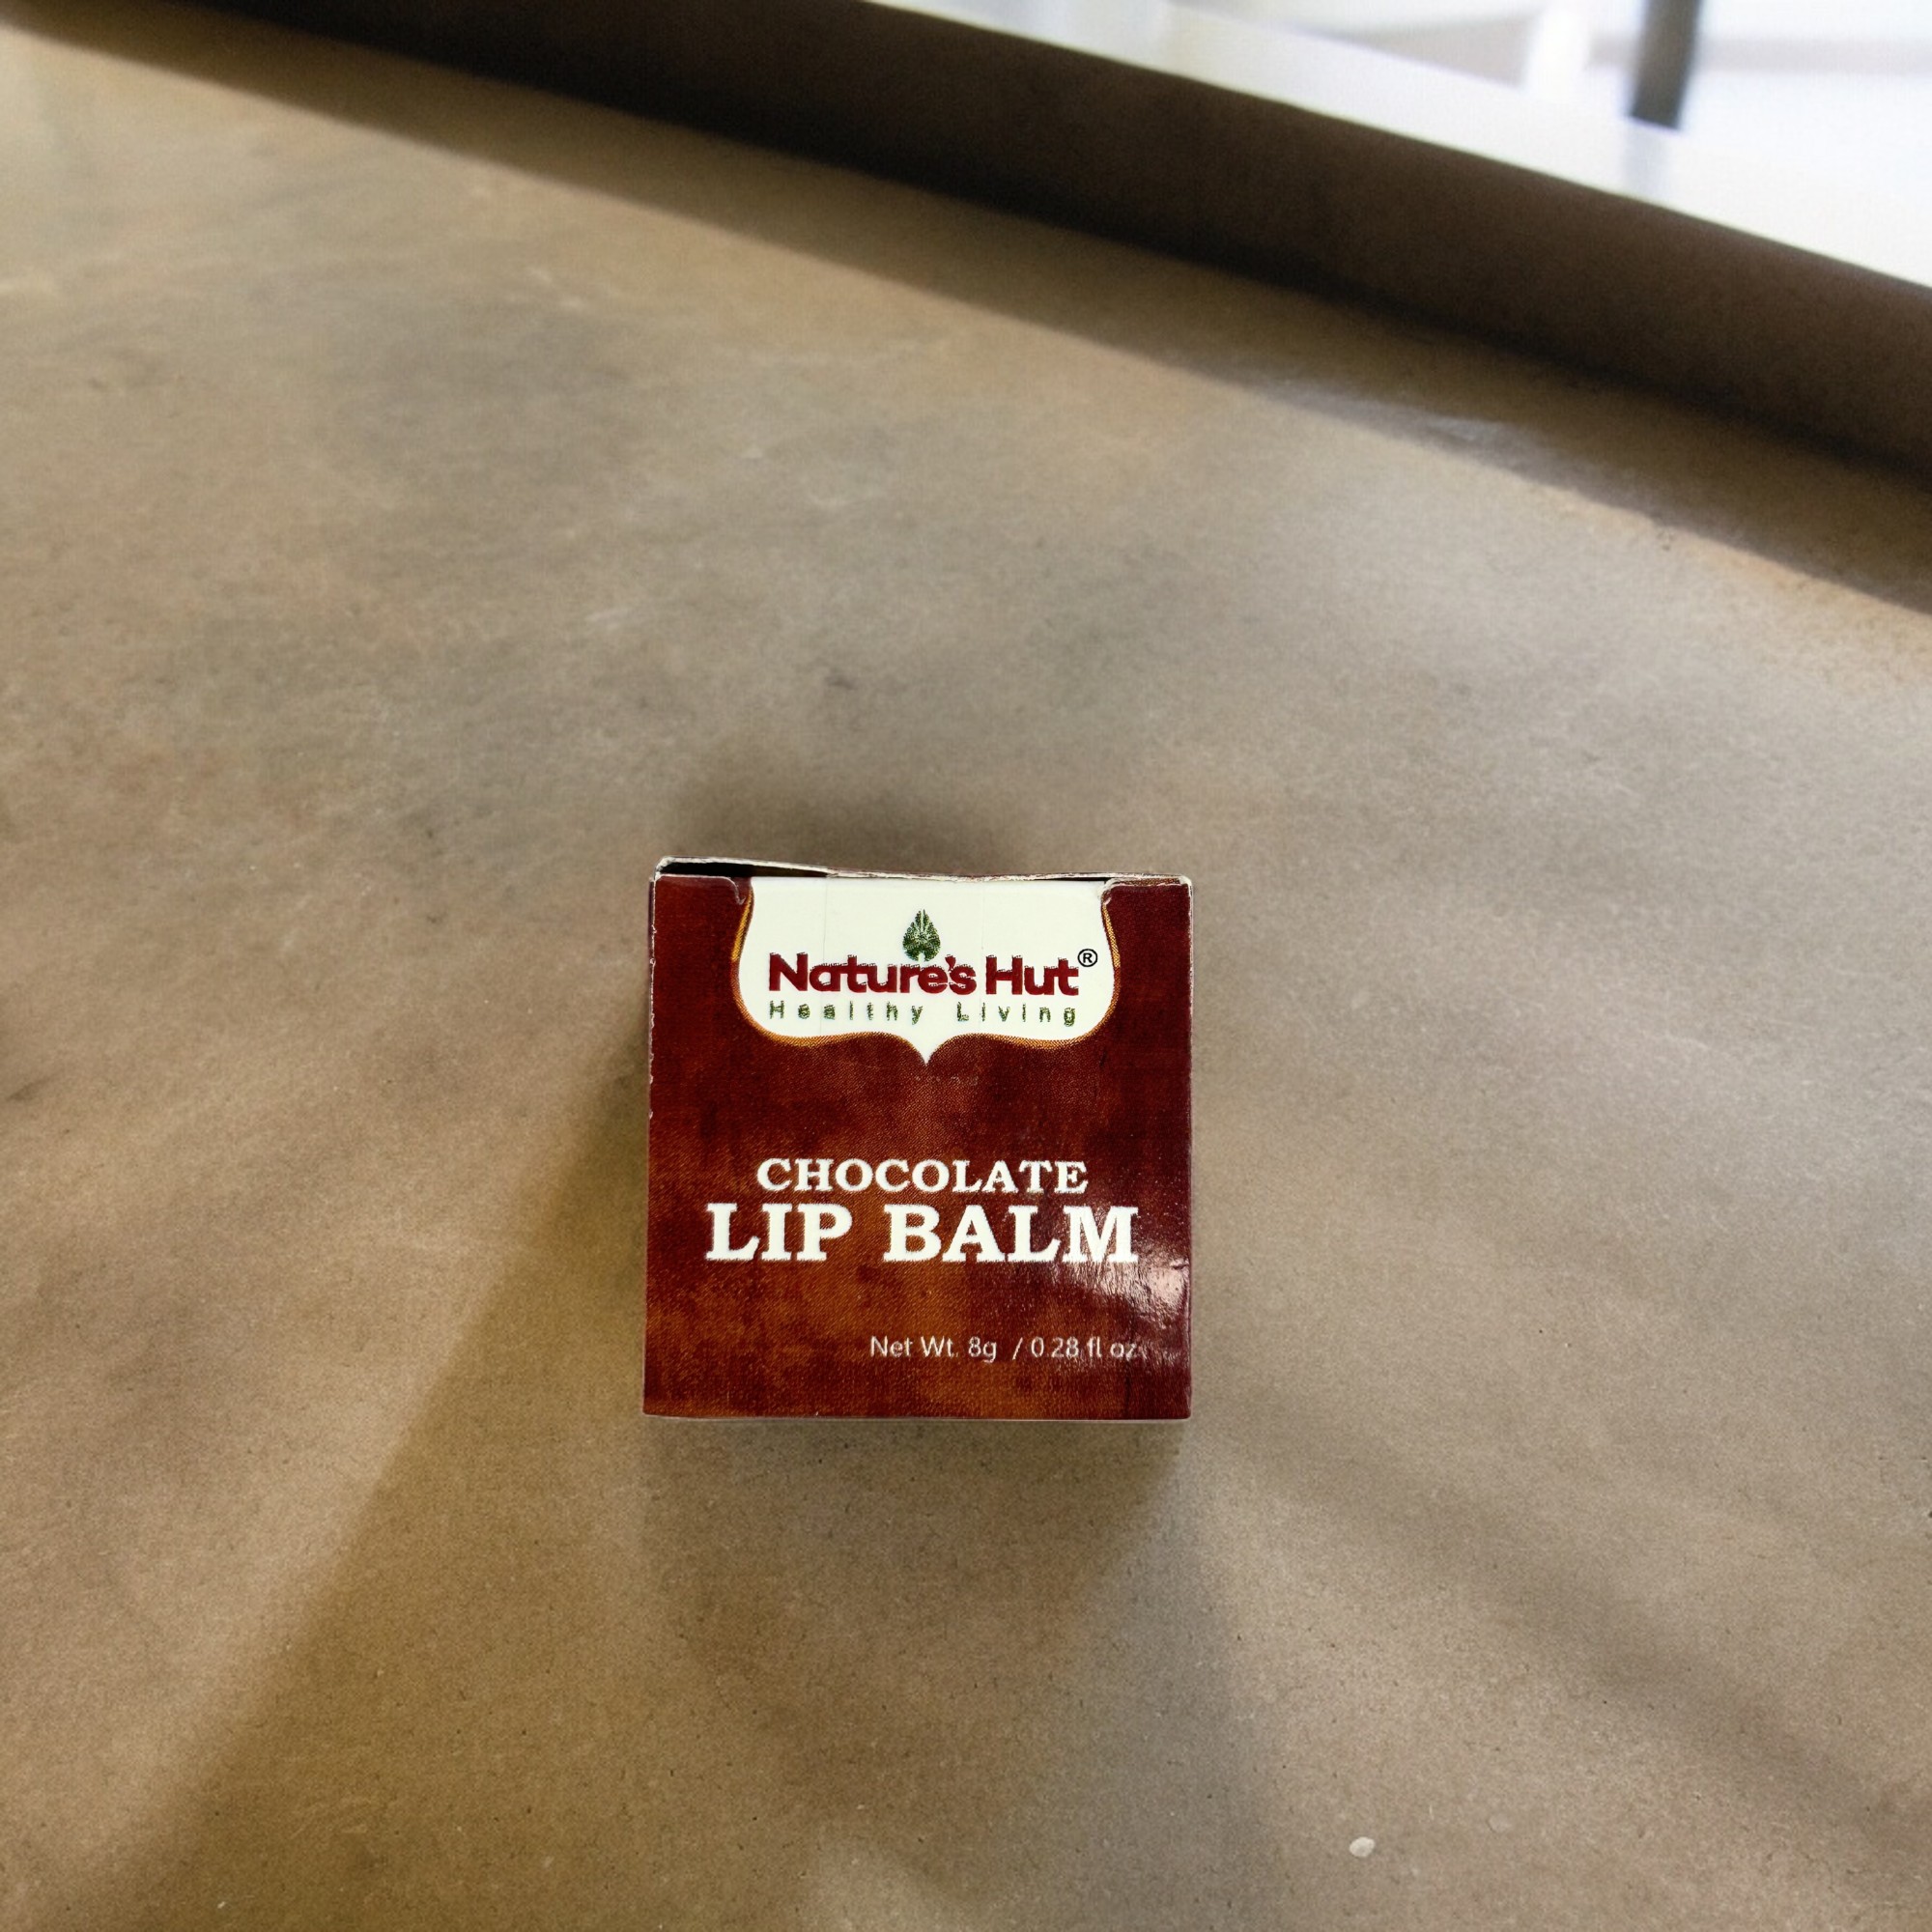 Nature's Hut®
Healthy Living
CHOCOLATE
LIP BALM
Net Wt. 8g / 0.28 fl oz